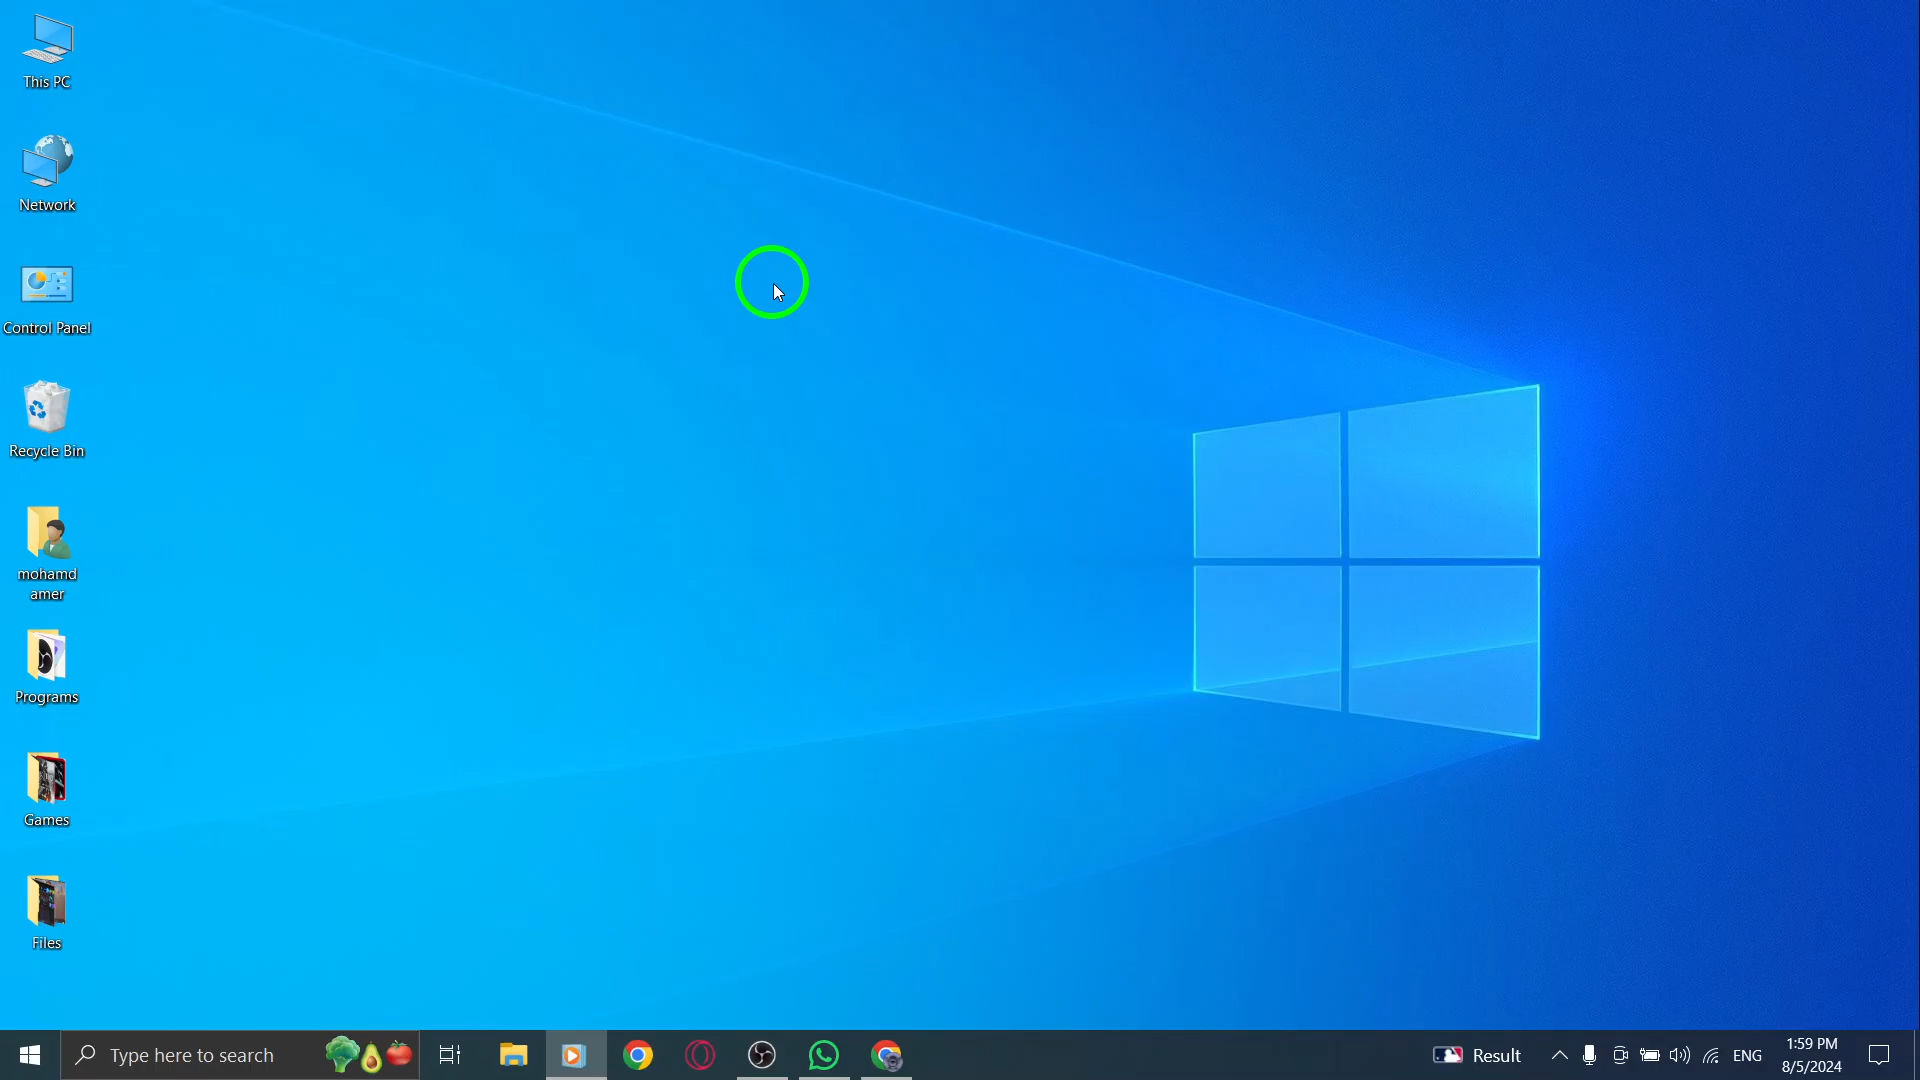 This PC
Network
Control Panel
Recycle Bin
mohamd
amer
Programs
Games
Files
Type here to search
Result
ENG
1:59 PM
8/5/2024